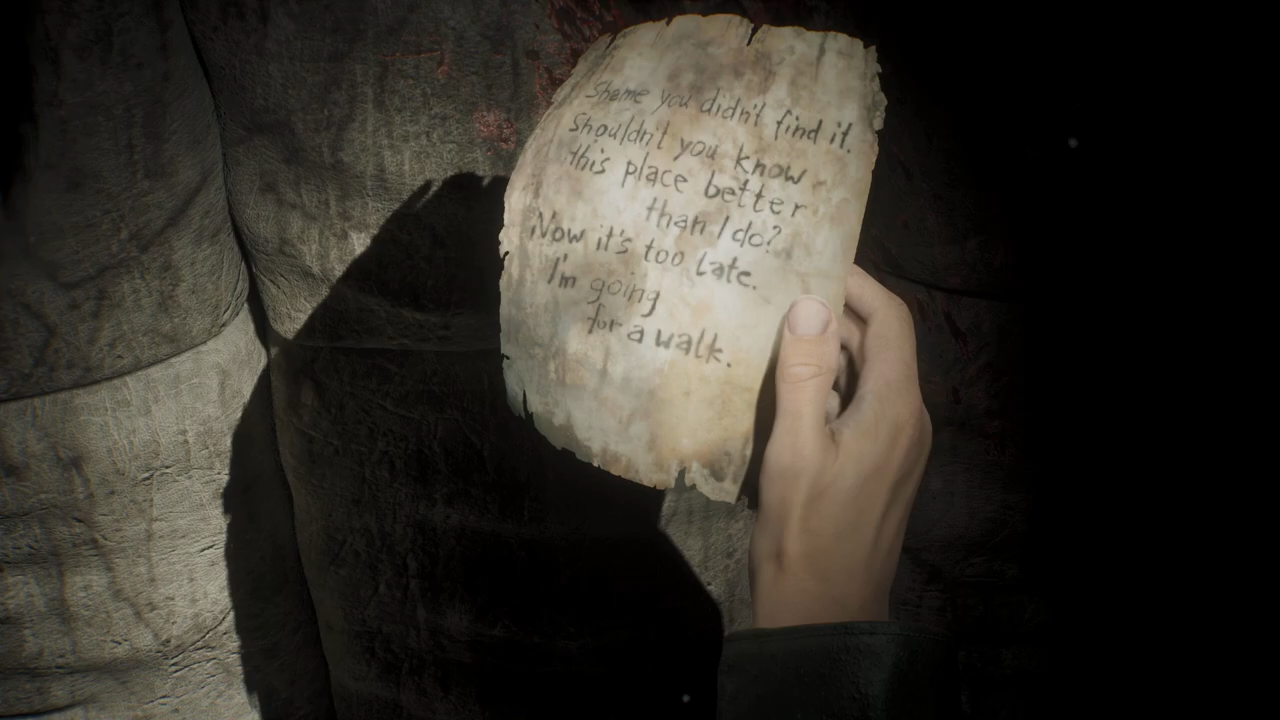 Shame you didn't find it.
Shouldn't you know
this place better
than I do?
Now it's too late.
I'm going
for a walk.